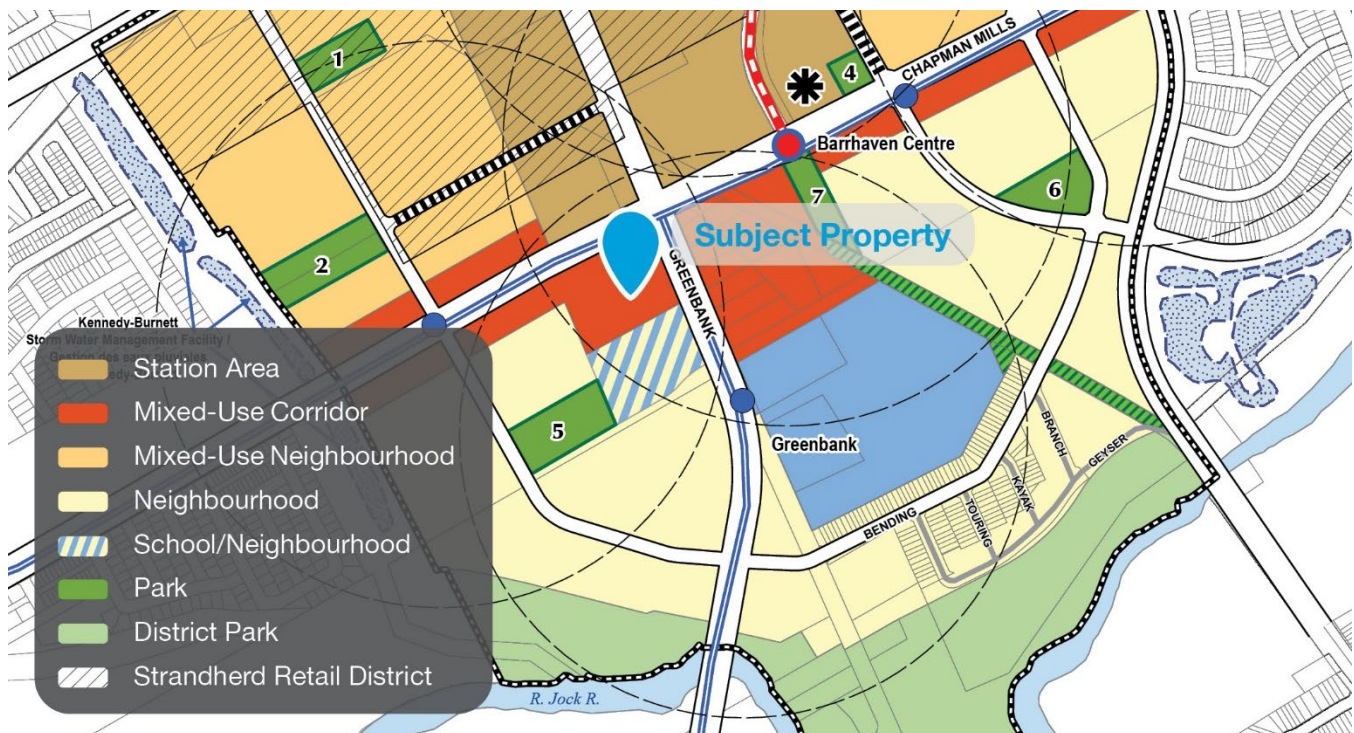 1
4
CHAPMAN MILLS
Barrhaven Centre
7
6
Subject Property
2
GREENBANK
Kennedy-Burnett
Storm Water Management Facility /
Station Area
Mixed-Use Corridor
Mixed-Use Neighbourhood
Neighbourhood
School/Neighbourhood
Park
District Park
Strandherd Retail District
5
Greenbank
BRANCH
GEYSER
KAYAK
TOURING
BENDING
R. Jock R.